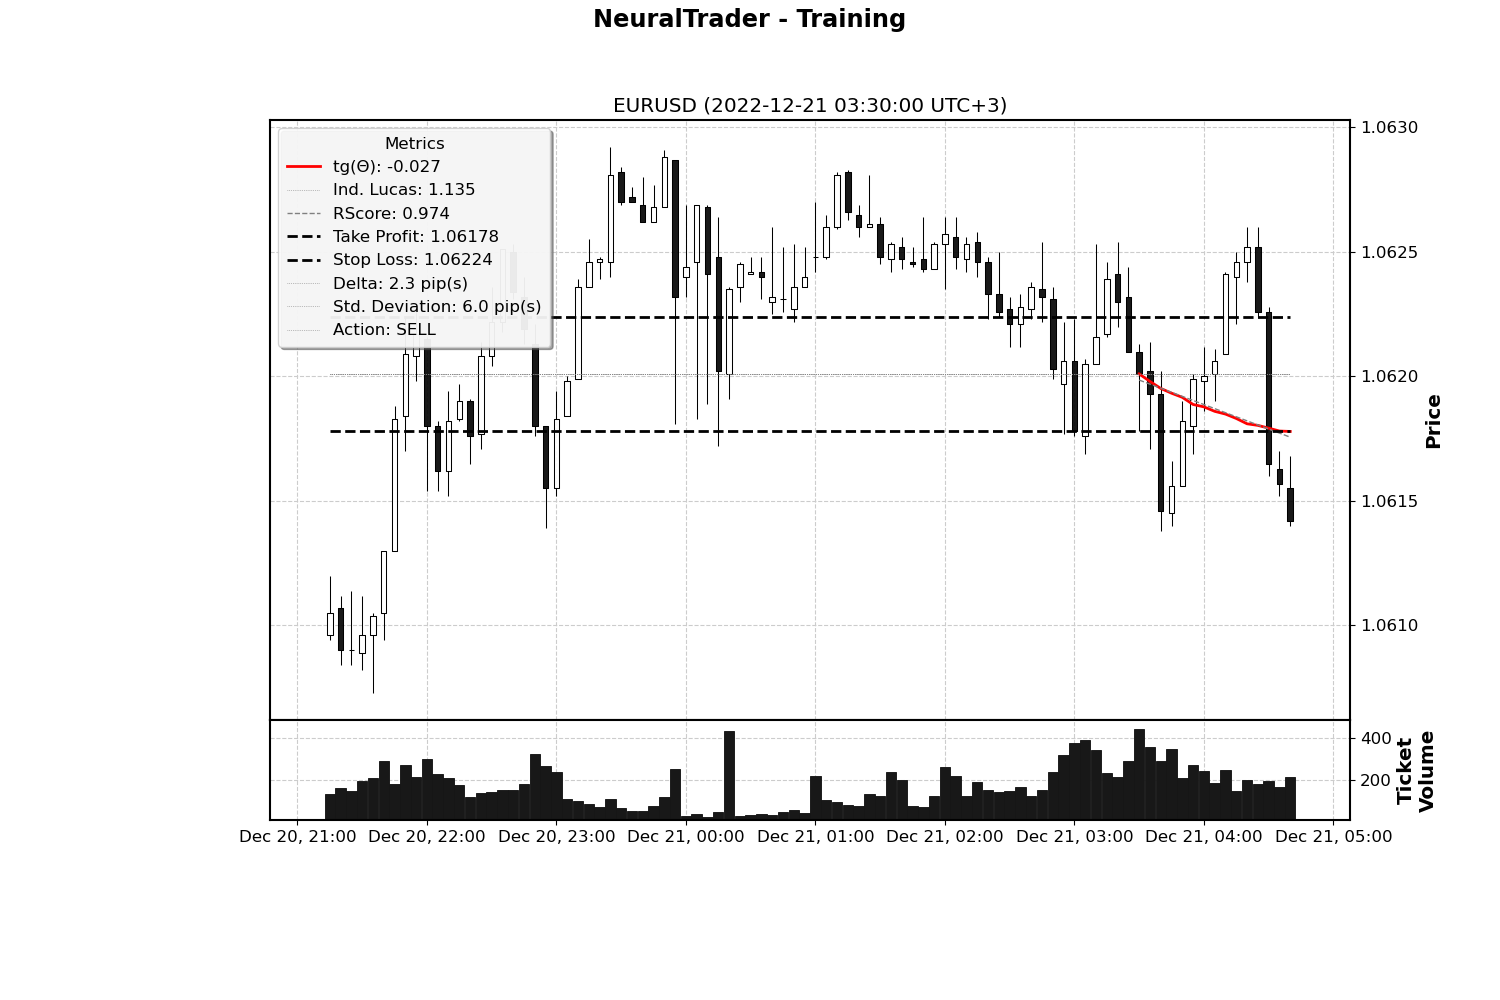 NeuralTrader - Training
EURUSD (2022-12-21 03:30:00 UTC+3)
Metrics
tg(Θ): -0.027
Ind. Lucas: 1.135
RScore: 0.974
Take Profit: 1.06178
Stop Loss: 1.06224
Delta: 2.3 pip(s)
Std. Deviation: 6.0 pip(s)
Action: SELL
1.0630
1.0625
1.0620
1.0615
1.0610
Price
400
200
Ticket
Volume
Dec 20, 21:00
Dec 20, 22:00
Dec 20, 23:00
Dec 21, 00:00
Dec 21, 01:00
Dec 21, 02:00
Dec 21, 03:00
Dec 21, 04:00
Dec 21, 05:00